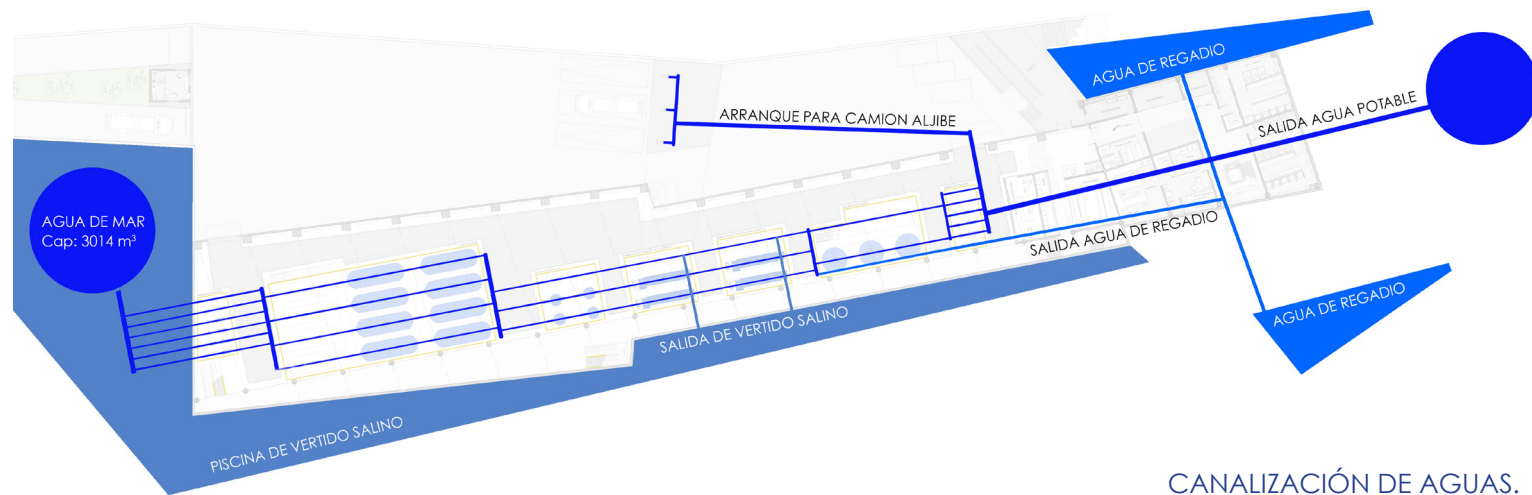 AGUA DE REGADIO
ARRANQUE PARA CAMION ALJIBE
SALIDA AGUA POTABLE
AGUA DE MAR
Cap: 3014 m³
SALIDA AGUA DE REGADIO
AGUA DE REGADIO
SALIDA DE VERTIDO SALINO
PISCINA DE VERTIDO SALINO
CANALIZACIÓN DE AGUAS.